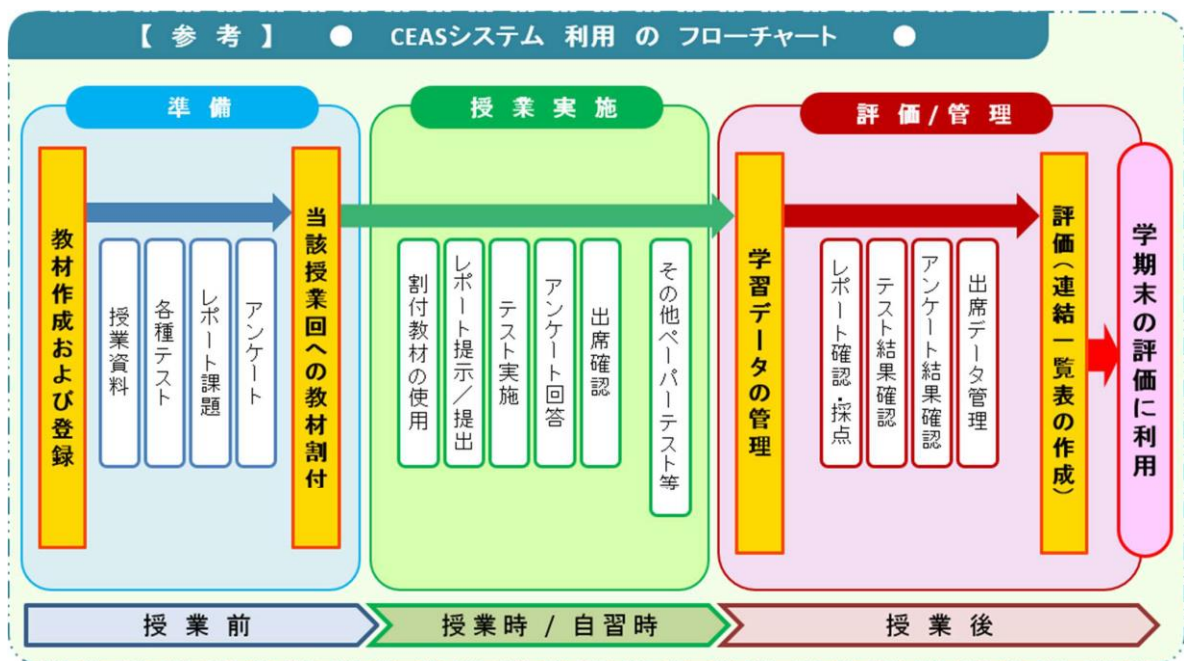 【 参 考 】 ● CEASシステム 利用 の フローチャート ●
準 備
授 業 実 施
評 価 / 管 理
教材作成および登録
授業資料
各種テスト
レポート課題
アンケート
当該授業回への教材割付
割付教材の使用
レポート提示／提出
テスト実施
アンケート回答
出席確認
その他ペーパーテスト等
学習データの管理
レポート確認・採点
テスト結果確認
アンケート結果確認
出席データ管理
評価(連結一覧表の作成)
学期末の評価に利用
授 業 前
授 業 時 / 自 習 時
授 業 後